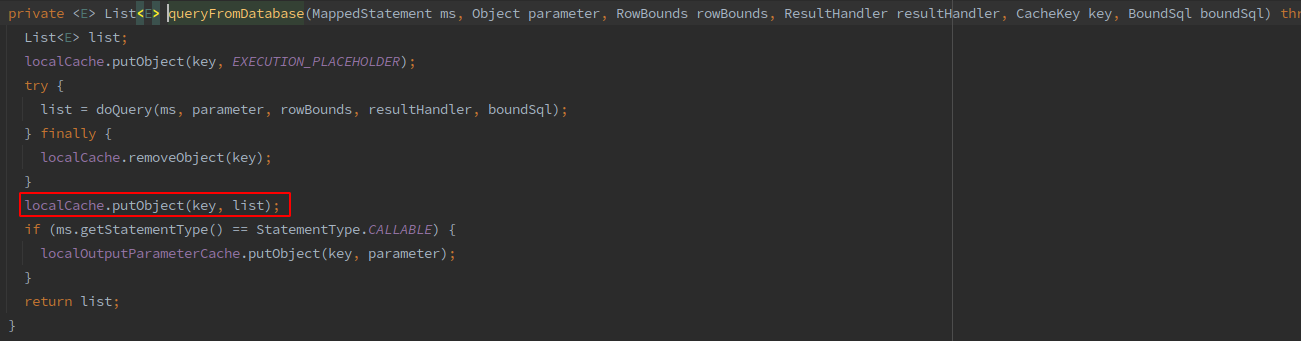 private <E> List<E> queryFromDatabase(MappedStatement ms, Object parameter, RowBounds rowBounds, ResultHandler resultHandler, CacheKey key, BoundSql boundSql) thr
List<E> list;
localCache.putObject(key, EXECUTION_PLACEHOLDER);
try {
list = doQuery(ms, parameter, rowBounds, resultHandler, boundSql);
} finally {
localCache.removeObject(key);
}
localCache.putObject(key, list);
if (ms.getStatementType() == StatementType.CALLABLE) {
localOutputParameterCache.putObject(key, parameter);
}
return list;
}